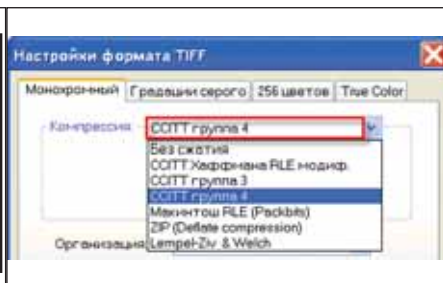 Настройки формата TIFF
Монохромный Градации серого 256 цветов True Color
Компрессия CCITT группа 4
Без сжатия
CCITT Хаффмана RLE модиф.
CCITT группа 3
CCITT группа 4
Макинтош RLE (Packbits)
ZIP (Deflate compression)
Организация Lempel-Ziv & Welch